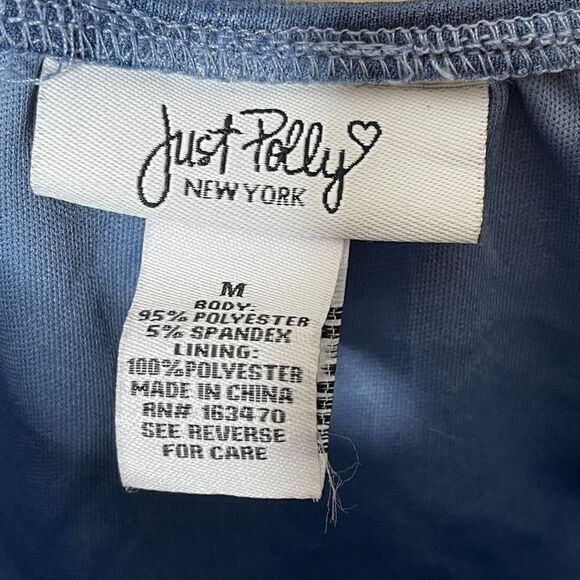 Just Polly
NEW YORK
M
BODY:
95% POLYESTER
5% SPANDEX
LINING:
100%POLYESTER
MADE IN CHINA
RN# 163470
SEE REVERSE
FOR CARE